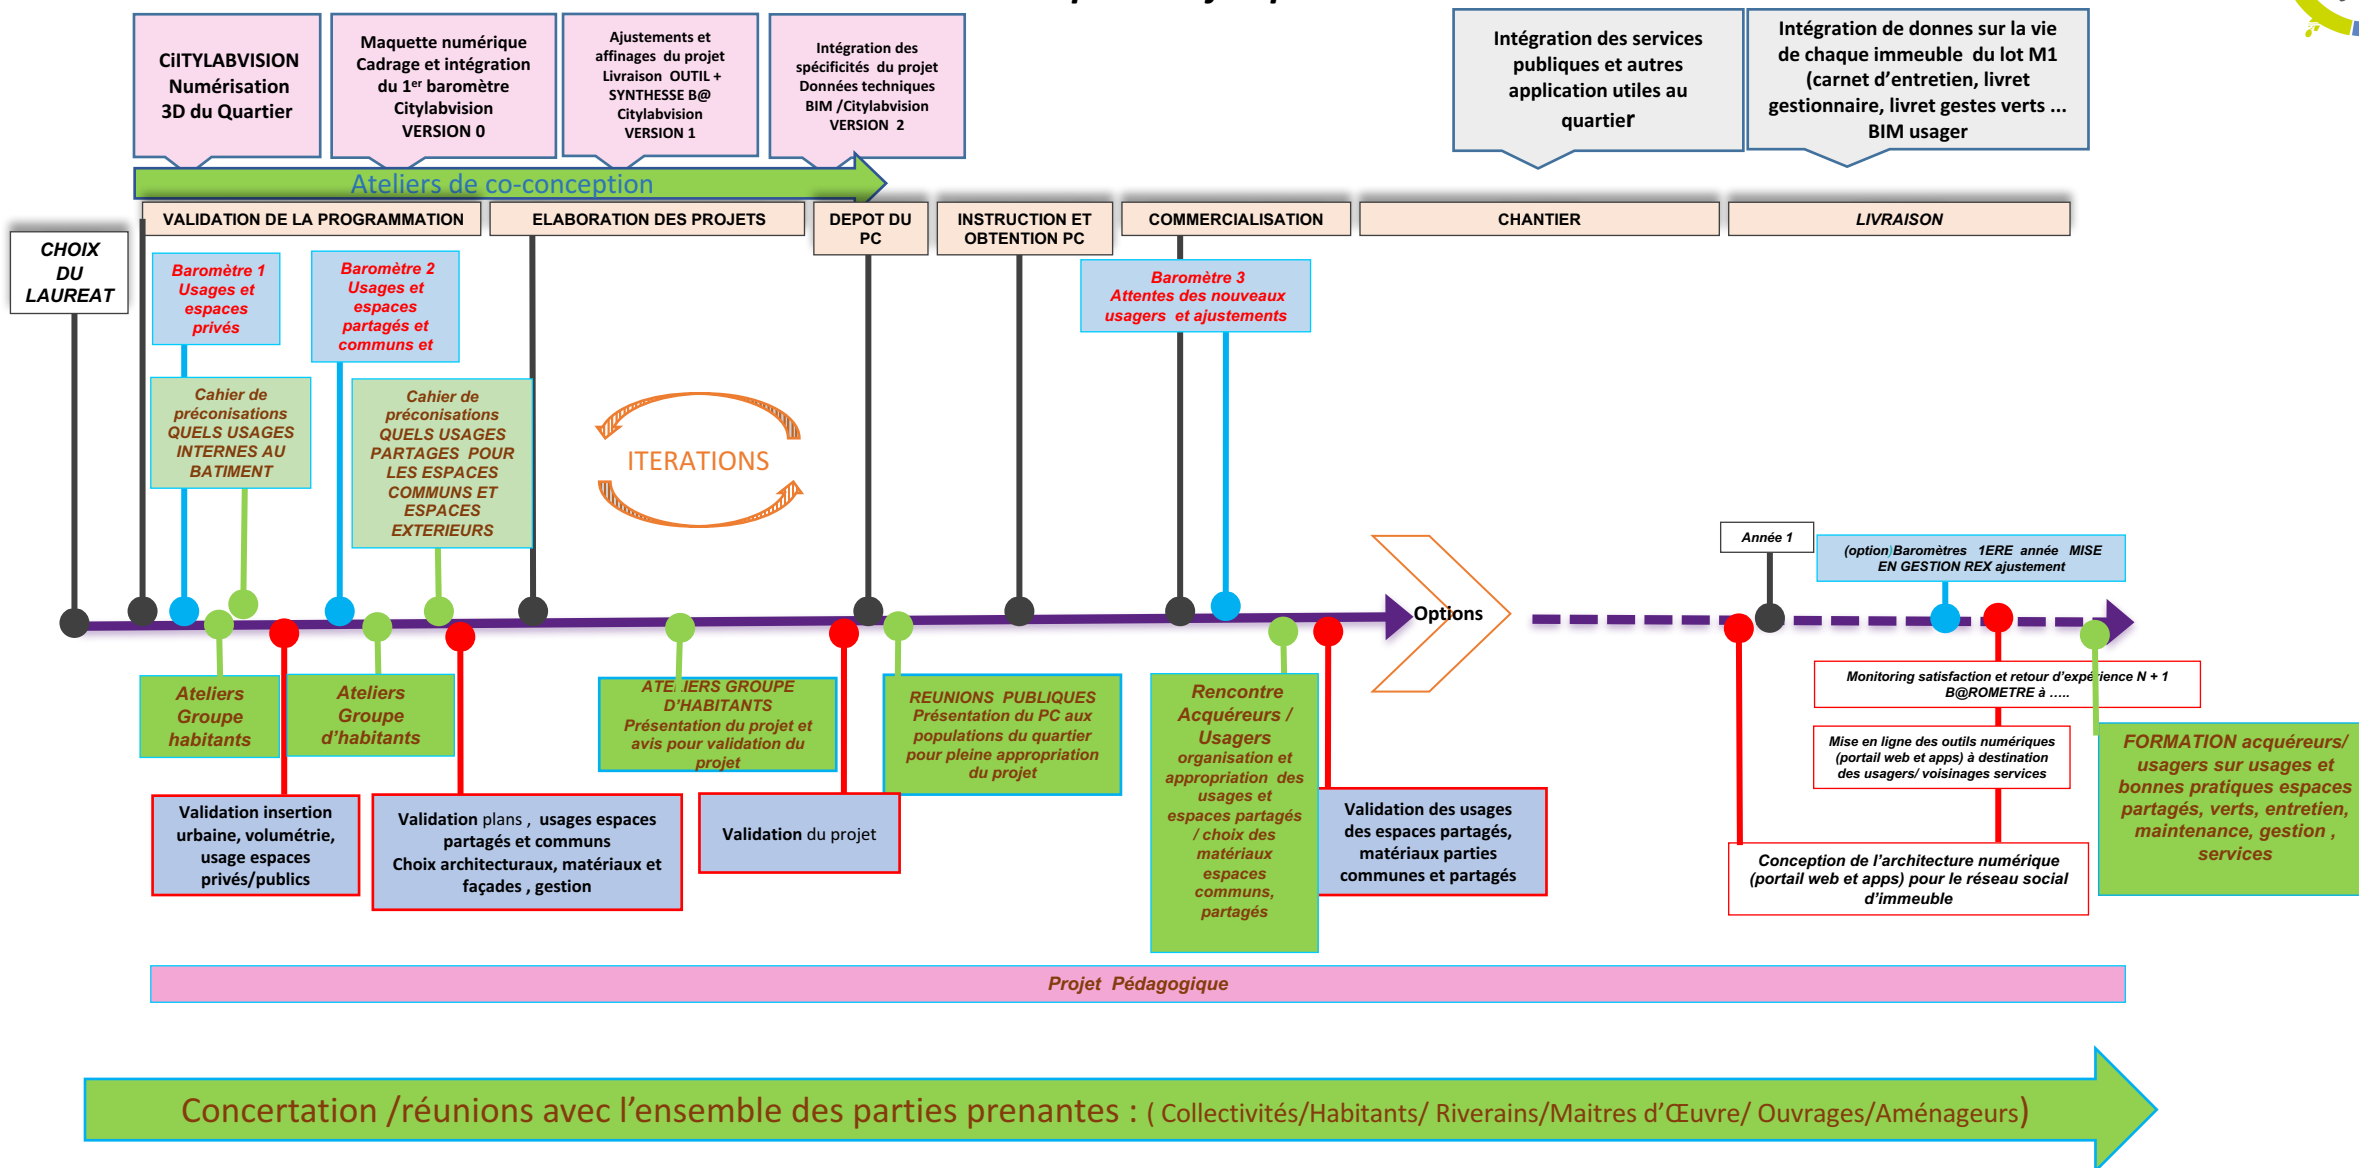 CiITYLABVISION
Numérisation
3D du Quartier
Maquette numérique
Cadrage et intégration
du 1er baromètre
Citylabvision
VERSION 0
Ajustements et
affinages du projet
Livraison OUTIL +
SYNTHESSE B@
Citylabvision
VERSION 1
Intégration des
spécificités du projet
Données techniques
BIM /Citylabvision
VERSION 2
Intégration des services
publiques et autres
application utiles au
quartier
Intégration de donnes sur la vie
de chaque immeuble du lot M1
(carnet d'entretien, livret
gestionnaire, livret gestes verts ...
BIM usager
Ateliers de co-conception
CHOIX
DU
LAUREAT
VALIDATION DE LA PROGRAMMATION
ELABORATION DES PROJETS
DEPOT DU
PC
INSTRUCTION ET
OBTENTION PC
COMMERCIALISATION
CHANTIER
LIVRAISON
Baromètre 1
Usages et
espaces
privés
Baromètre 2
Usages et
espaces
partagés et
communs et
Baromètre 3
Attentes des nouveaux
usagers et ajustements
Cahier de
préconisations
QUELS USAGES
INTERNES AU
BATIMENT
Cahier de
préconisations
QUELS USAGES
PARTAGES POUR
LES ESPACES
COMMUNS ET
ESPACES
EXTERIEURS
ITERATIONS
Année 1
(option)Baromètres 1ERE année MISE
EN GESTION REX ajustement
Options
Ateliers
Groupe
habitants
Ateliers
Groupe
d'habitants
ATELIERS GROUPE
D'HABITANTS
Présentation du projet et
avis pour validation du
projet
REUNIONS PUBLIQUES
Présentation du PC aux
populations du quartier
pour pleine appropriation
du projet
Rencontre
Acquéreurs /
Usagers
organisation et
appropriation des
usages et
espaces partagés
/ choix des
matériaux
espaces
communs,
partagés
Monitoring satisfaction et retour d'expérience N + 1
B@ROMETRE à .....
Mise en ligne des outils numériques
(portail web et apps) à destination
des usagers/ voisinages services
FORMATION acquéreurs/
usagers sur usages et
bonnes pratiques espaces
partagés, verts, entretien,
maintenance, gestion ,
services
Validation insertion
urbaine, volumétrie,
usage espaces
privés/publics
Validation plans , usages espaces
partagés et communs
Choix architecturaux, matériaux et
façades , gestion
Validation du projet
Validation des usages
des espaces partagés,
matériaux parties
communes et partagés
Conception de l'architecture numérique
(portail web et apps) pour le réseau social
d'immeuble
Projet Pédagogique
Concertation /réunions avec l'ensemble des parties prenantes : ( Collectivités/Habitants/ Riverains/Maitres d'Œuvre/ Ouvrages/Aménageurs)